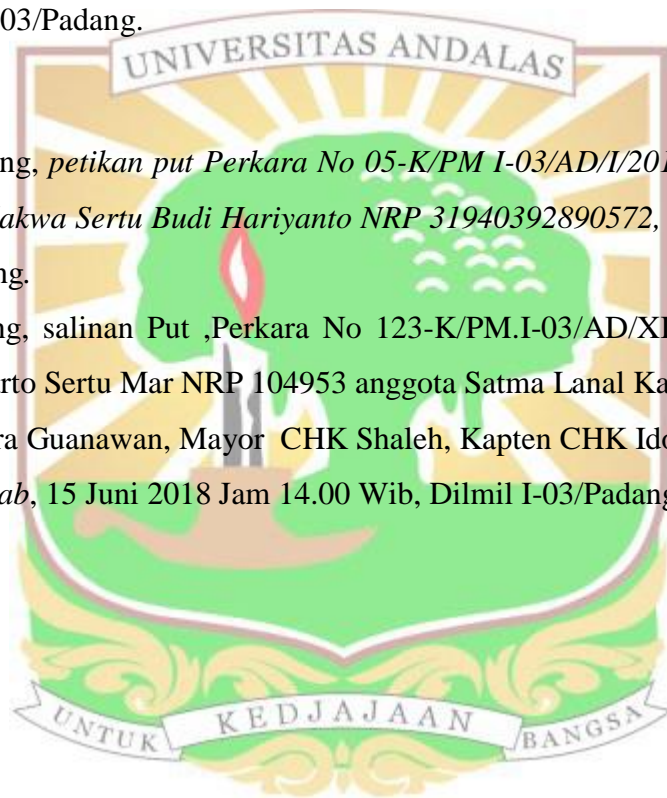 03/Padang.
UNIVERSITAS ANDALAS
ng, petikan put Perkara No 05-K/PM I-03/AD/I/201
akwa Sertu Budi Hariyanto NRP 31940392890572,
ng.
ng, salinan Put ,Perkara No 123-K/PM.I-03/AD/XI
rto Sertu Mar NRP 104953 anggota Satma Lanal Ka
ra Guanawan, Mayor CHK Shaleh, Kapten CHK Ido
ab, 15 Juni 2018 Jam 14.00 Wib, Dilmil I-03/Padang
UNTUK KEDJAJAAN BANGSA